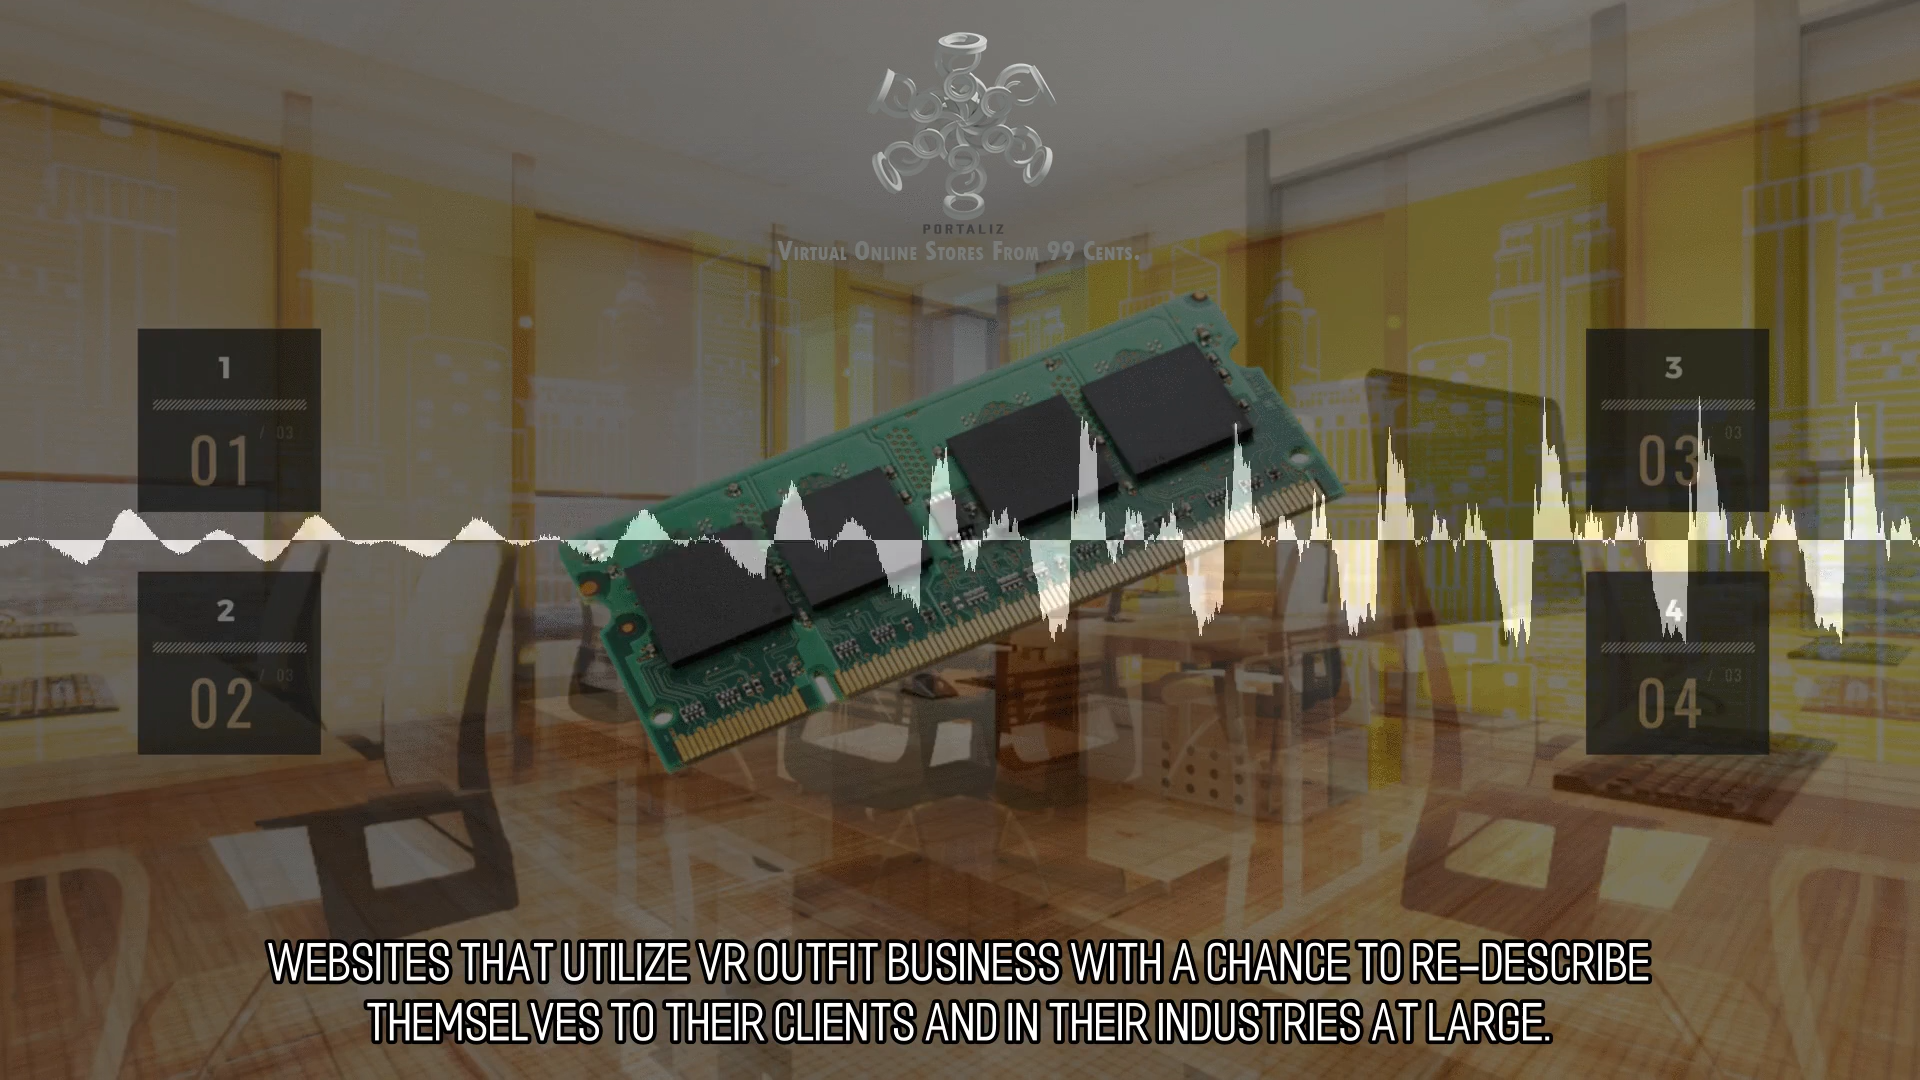 PORTALIZ
Virtual Online Stores From 99 Cents.
1
01 / 03
2
02 / 03
3
03 / 03
4
04 / 03
WEBSITES THAT UTILIZE VR OUTFIT BUSINESS WITH A CHANCE TO RE-DESCRIBE
THEMSELVES TO THEIR CLIENTS AND IN THEIR INDUSTRIES AT LARGE.